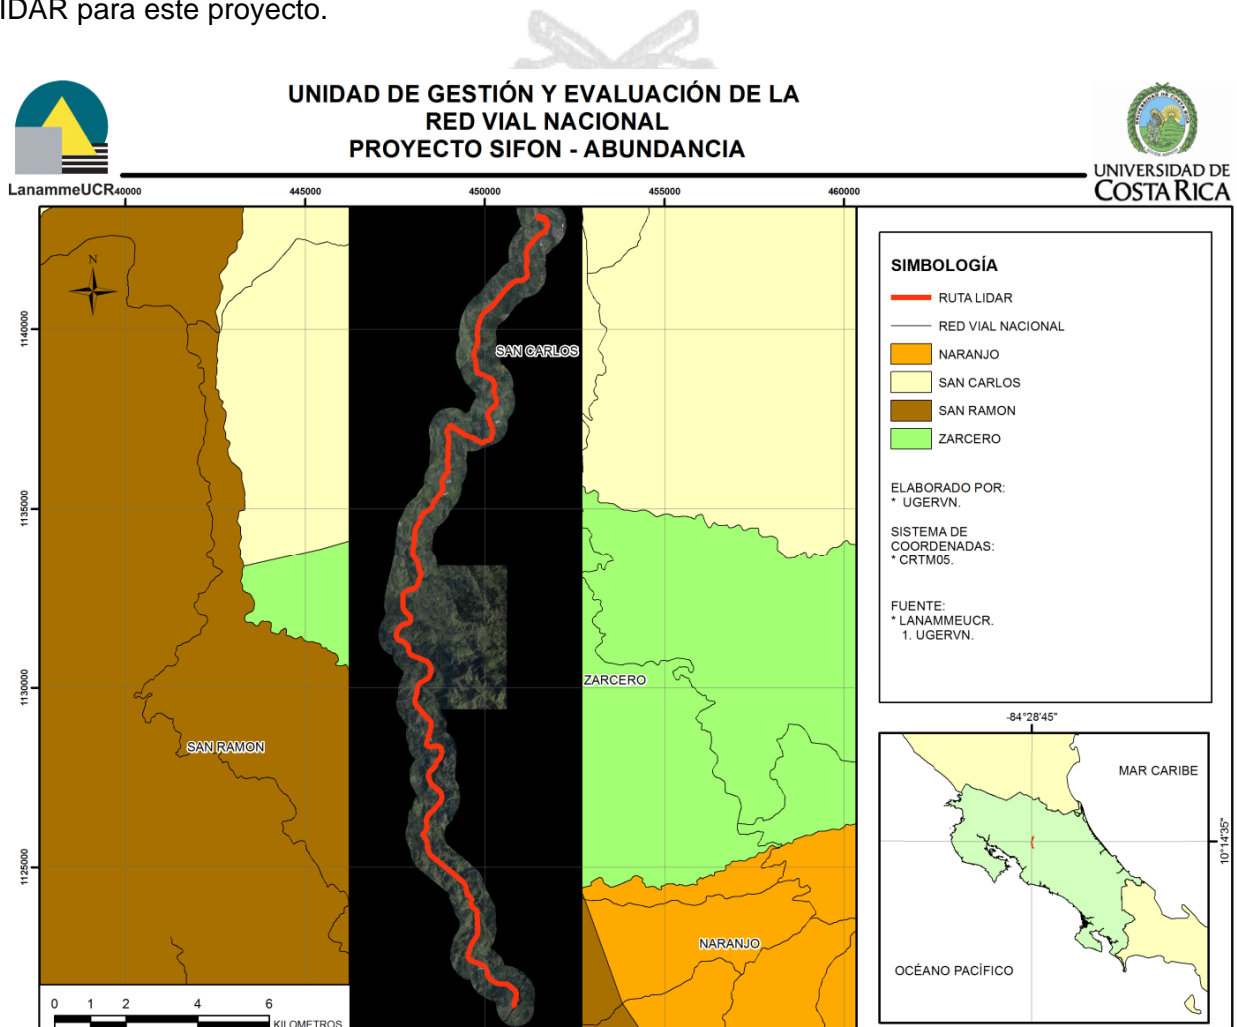 IDAR para este proyecto.
UNIDAD DE GESTIÓN Y EVALUACIÓN DE LA
RED VIAL NACIONAL
PROYECTO SIFON - ABUNDANCIA
LanammeUCR
UNIVERSIDAD DE
COSTA RICA
440000 445000 450000 455000 460000
N
1140000
1135000
1130000
1125000
SAN CARLOS
ZARCERO
SAN RAMON
NARANJO
0 1 2 4 6
KILOMETROS
SIMBOLOGÍA
RUTA LIDAR
RED VIAL NACIONAL
NARANJO
SAN CARLOS
SAN RAMON
ZARCERO
ELABORADO POR:
* UGERVN.
SISTEMA DE
COORDENADAS:
* CRTM05.
FUENTE:
* LANAMMEUCR.
1. UGERVN.
-84°28'45"
MAR CARIBE
10°14'35"
OCÉANO PACÍFICO